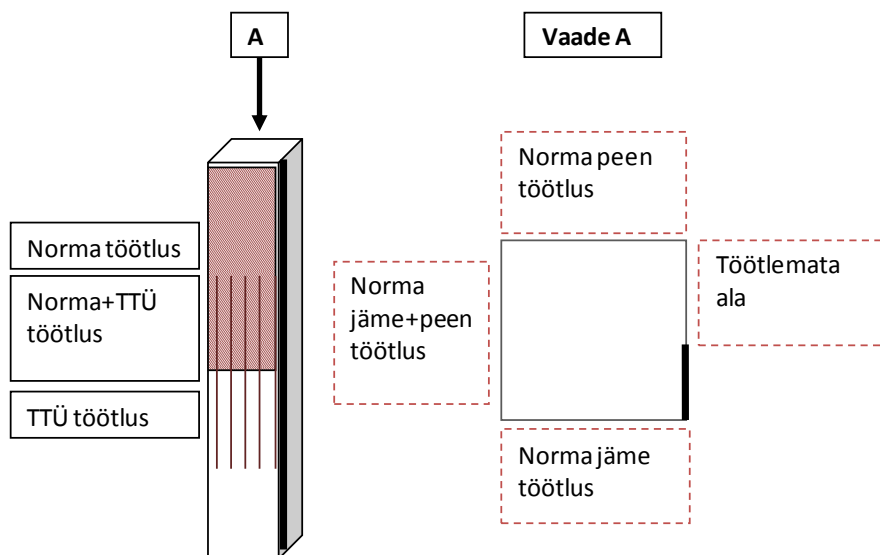 A
Vaade A
Norma töötlus
Norma+TTÜ
töötlus
TTÜ töötlus
Norma peen
töötlus
Norma
jäme+peen
töötlus
Töötlemata
ala
Norma jäme
töötlus